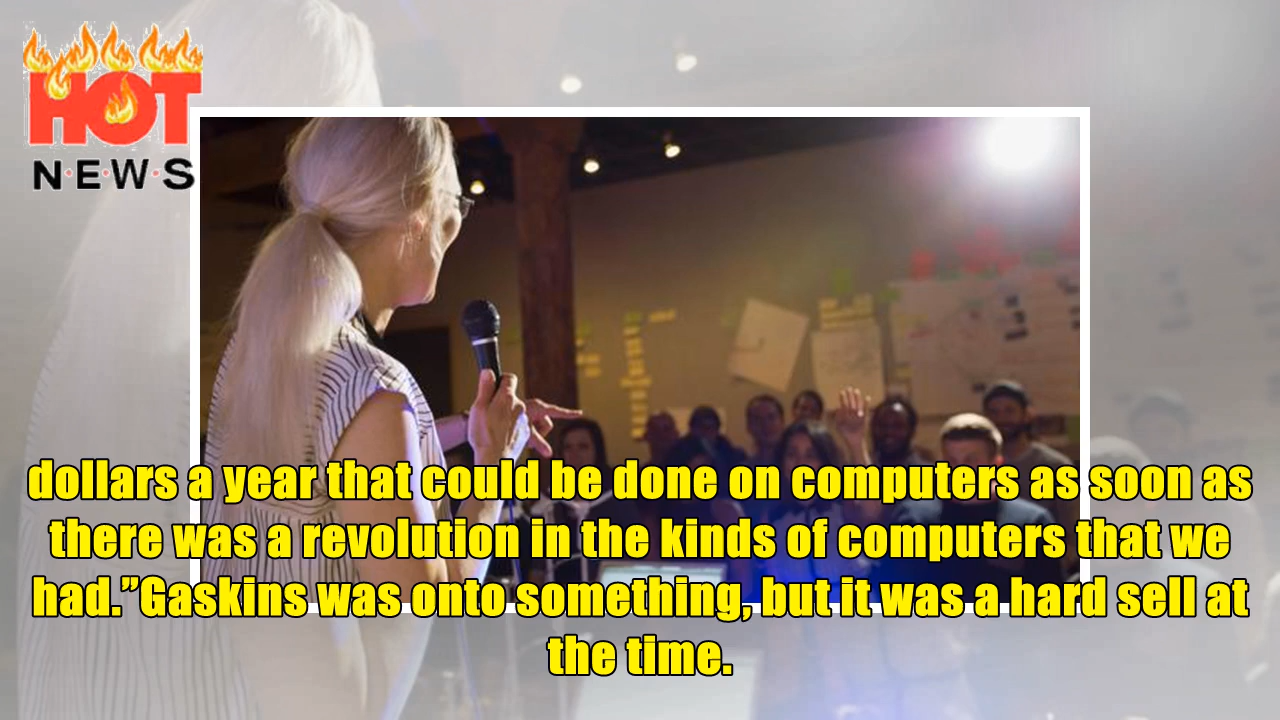 HOT
N·E·W·S
dollars a year that could be done on computers as soon as
there was a revolution in the kinds of computers that we
had.”Gaskins was onto something, but it was a hard sell at
the time.